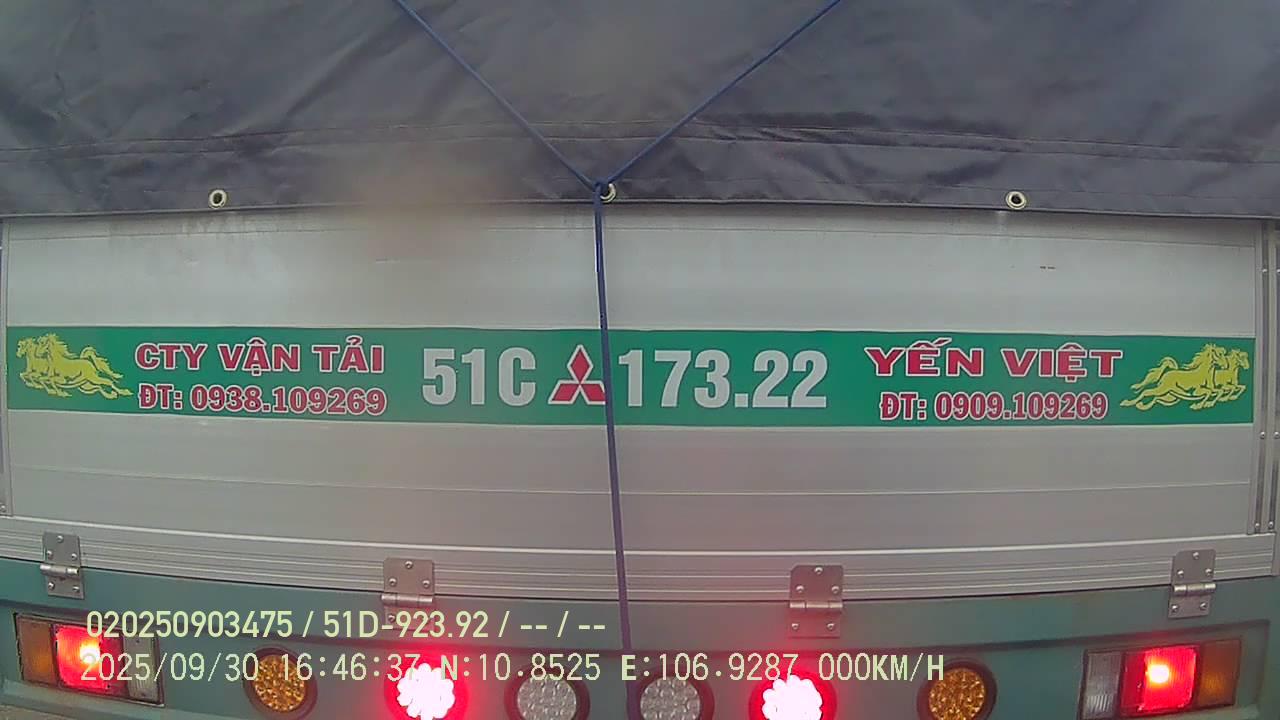 CTY VẬN TẢI
ĐT: 0938.109269
51C 173.22
YẾN VIỆT
ĐT: 0909.109269
020250903475 / 51D-923.92 / -- / --
2025/09/30 16:46:37 N:10.8525 E:106.9287 000KM/H